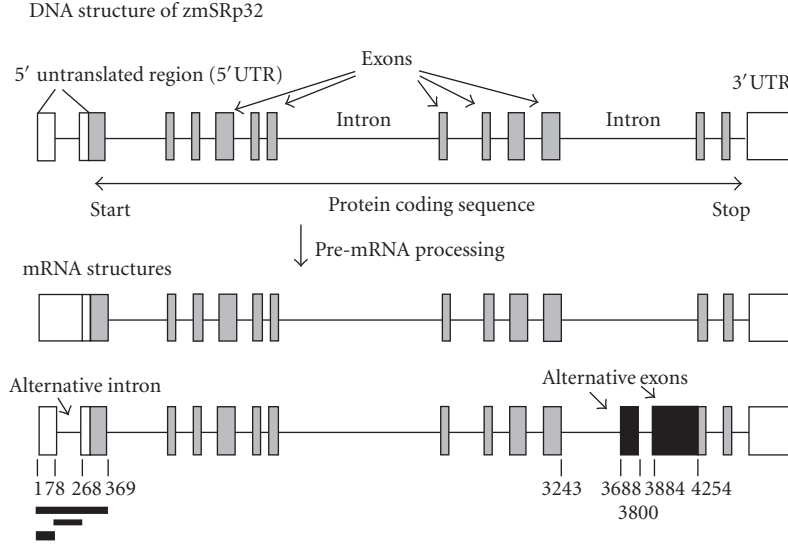 DNA structure of zmSRp32
5′ untranslated region (5′UTR)
Exons
3′UTR
Intron
Intron
Start
Protein coding sequence
Stop
Pre-mRNA processing
mRNA structures
Alternative intron
Alternative exons
178 268 369
3243
3688 3884 4254
3800